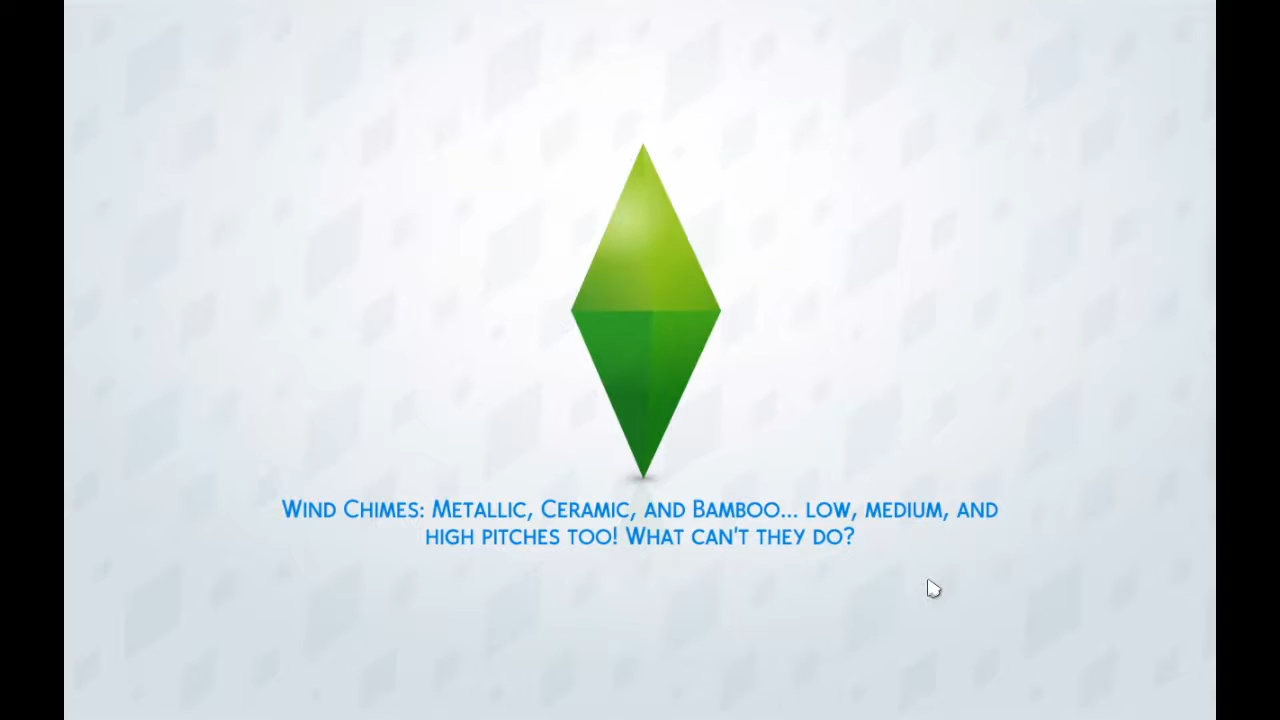 Wind Chimes: Metallic, Ceramic, and Bamboo... low, medium, and
high pitches too! What can't they do?